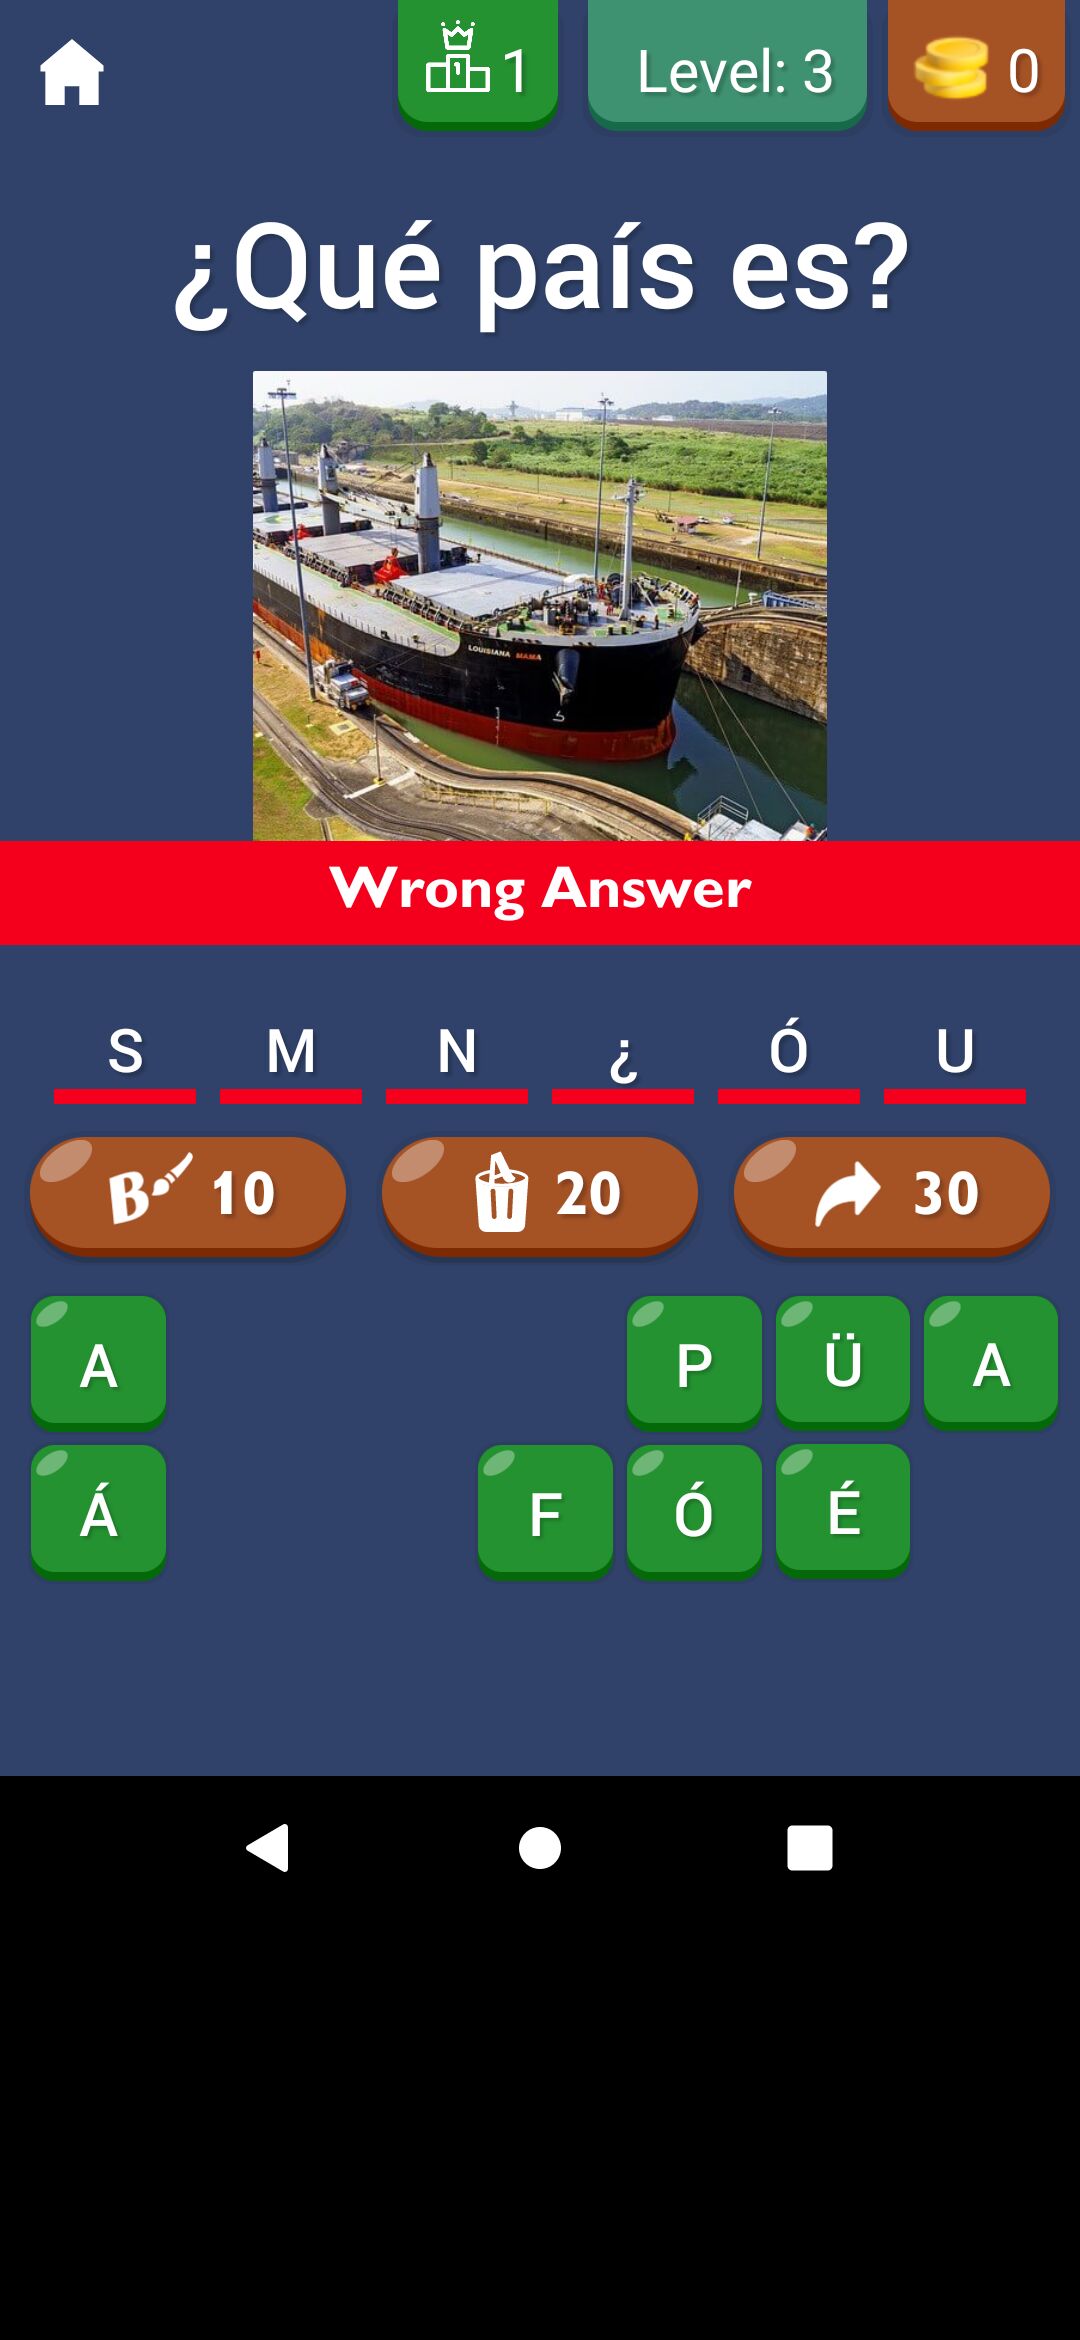 1 Level: 3 0
¿Qué país es?
LOUISIANA MAMA
Wrong Answer
S M N ¿ Ó U
B 10 20 30
A P Ü A
Á F Ó É